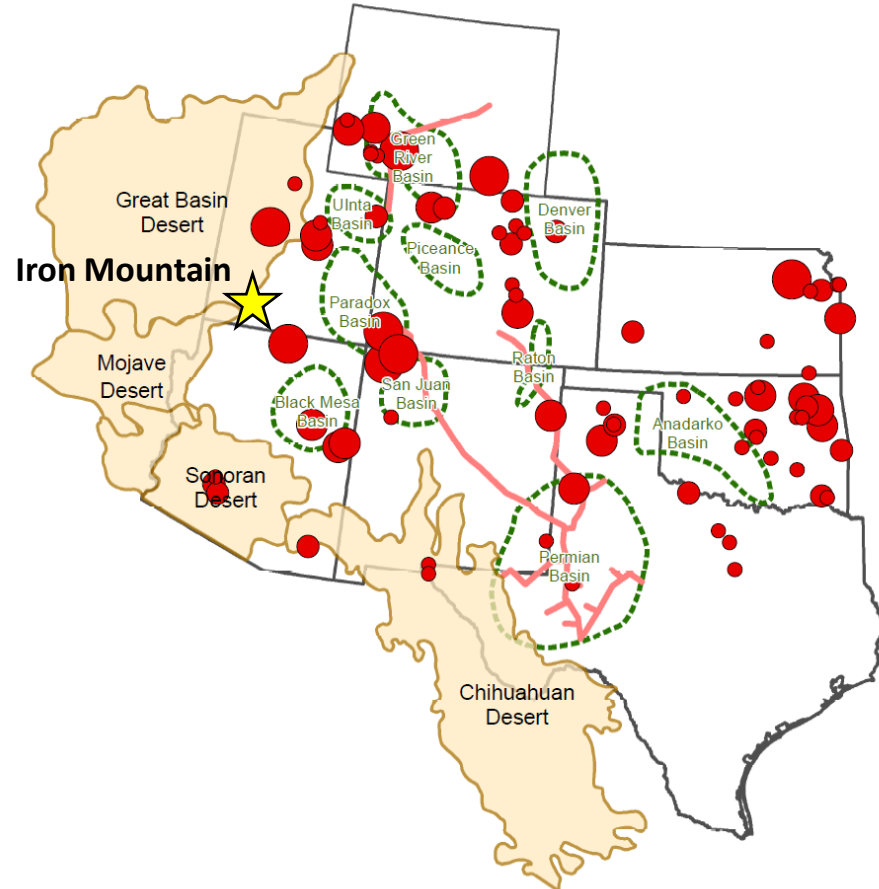 Green
River
Basin
Great Basin
Desert
UInta
Basin
Denver
Basin
Piceance
Basin
Iron Mountain
Paradox
Basin
Mojave
Desert
Raton
Basin
San Juan
Basin
Black Mesa
Basin
Anadarko
Basin
Sonoran
Desert
Permian
Basin
Chihuahuan
Desert